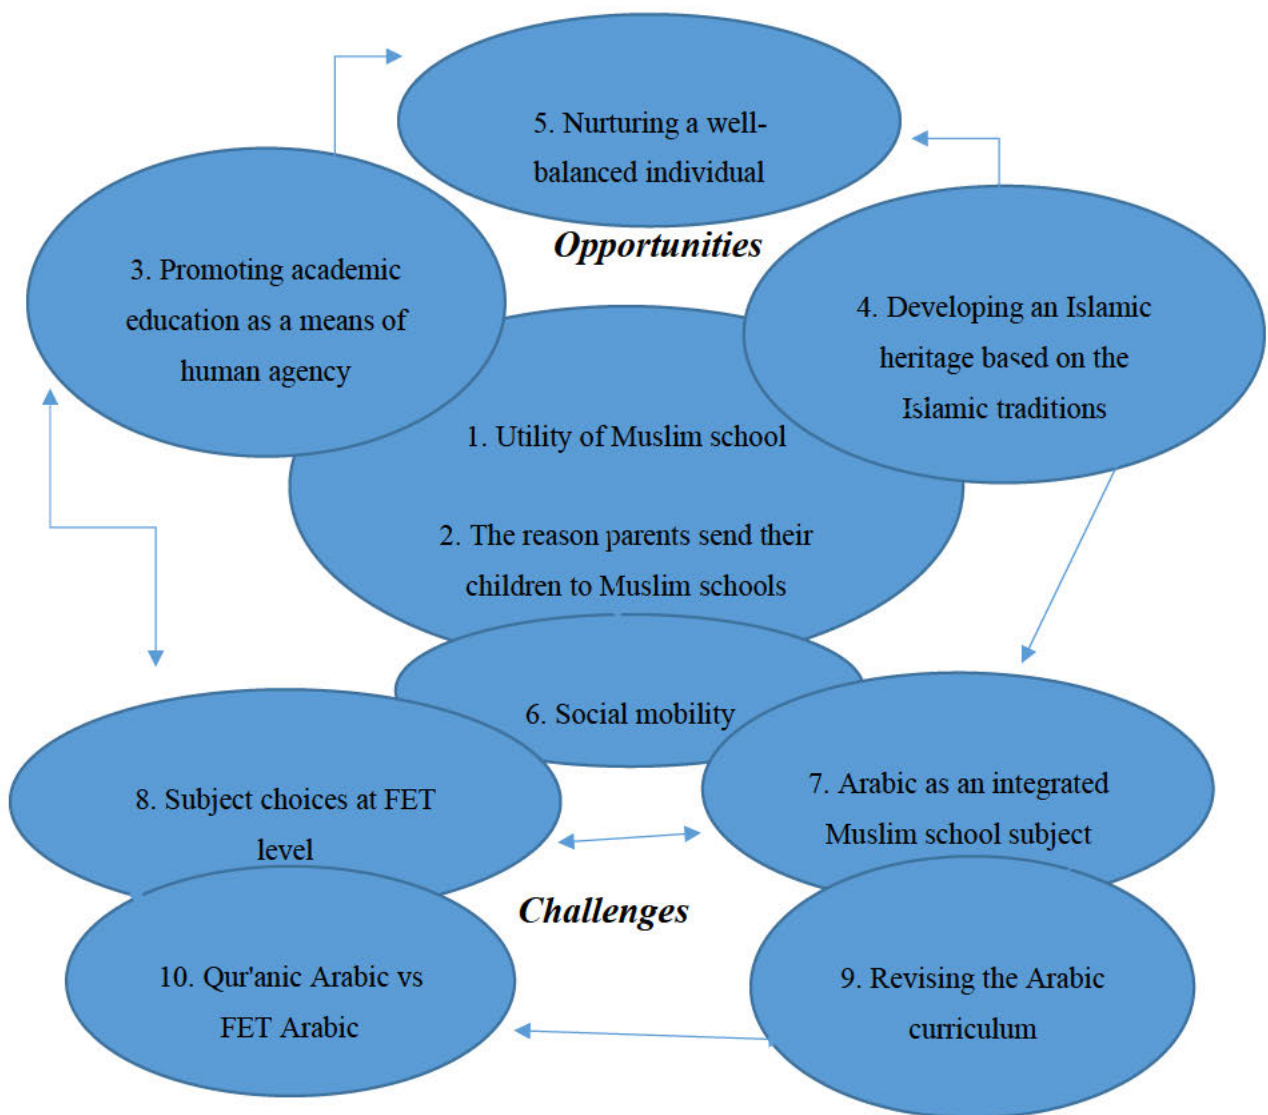 5. Nurturing a well-
balanced individual
Opportunities
3. Promoting academic
education as a means of
human agency
4. Developing an Islamic
heritage based on the
Islamic traditions
1. Utility of Muslim school
2. The reason parents send their
children to Muslim schools
6. Social mobility
8. Subject choices at FET
level
7. Arabic as an integrated
Muslim school subject
Challenges
10. Qur'anic Arabic vs
FET Arabic
9. Revising the Arabic
curriculum